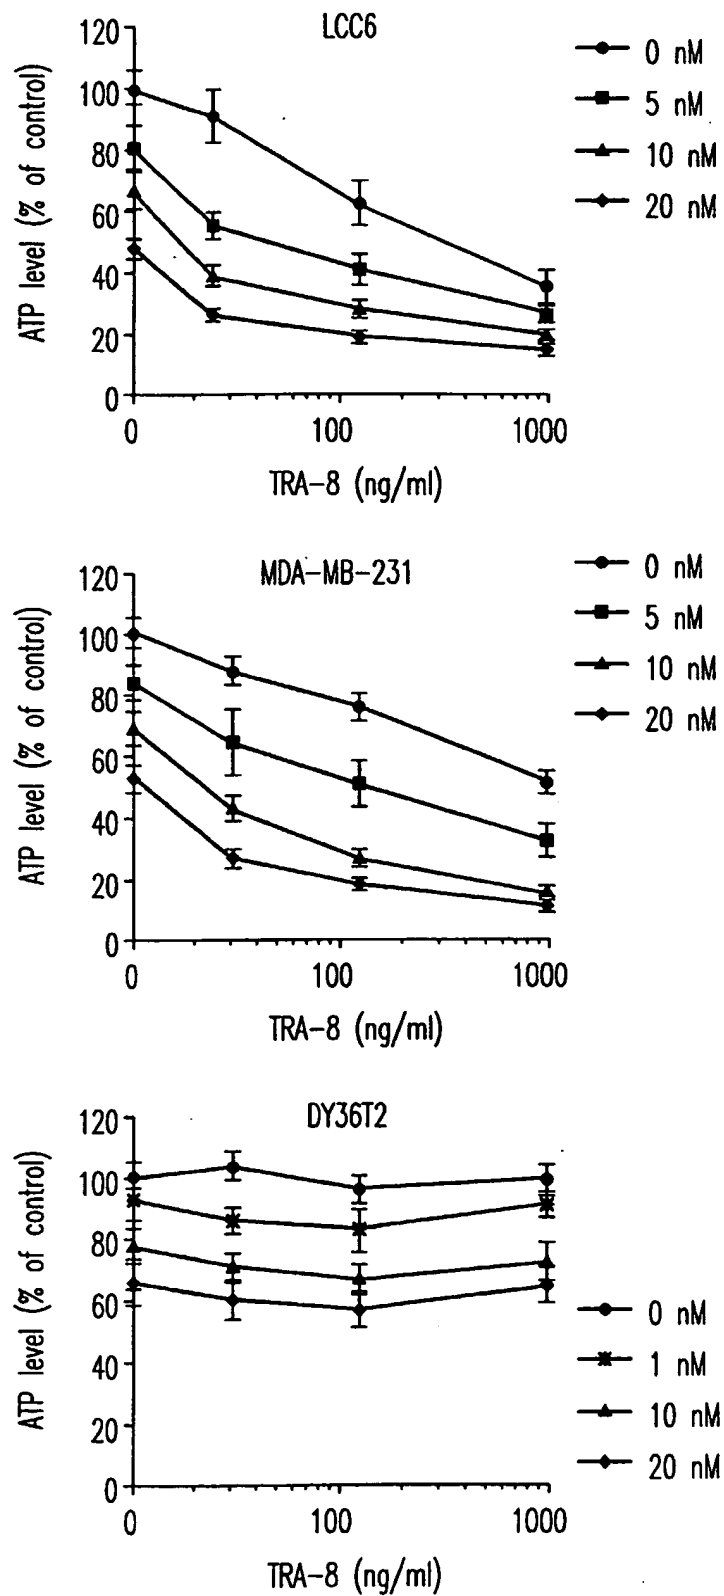 LCC6
120
100
80
60
40
20
0
ATP level (% of control)
0
100
1000
TRA-8 (ng/ml)
0 nM
5 nM
10 nM
20 nM
MDA-MB-231
120
100
80
60
40
20
0
ATP level (% of control)
0
100
1000
TRA-8 (ng/ml)
0 nM
5 nM
10 nM
20 nM
DY36T2
120
100
80
60
40
20
0
ATP level (% of control)
0
100
1000
TRA-8 (ng/ml)
0 nM
1 nM
10 nM
20 nM